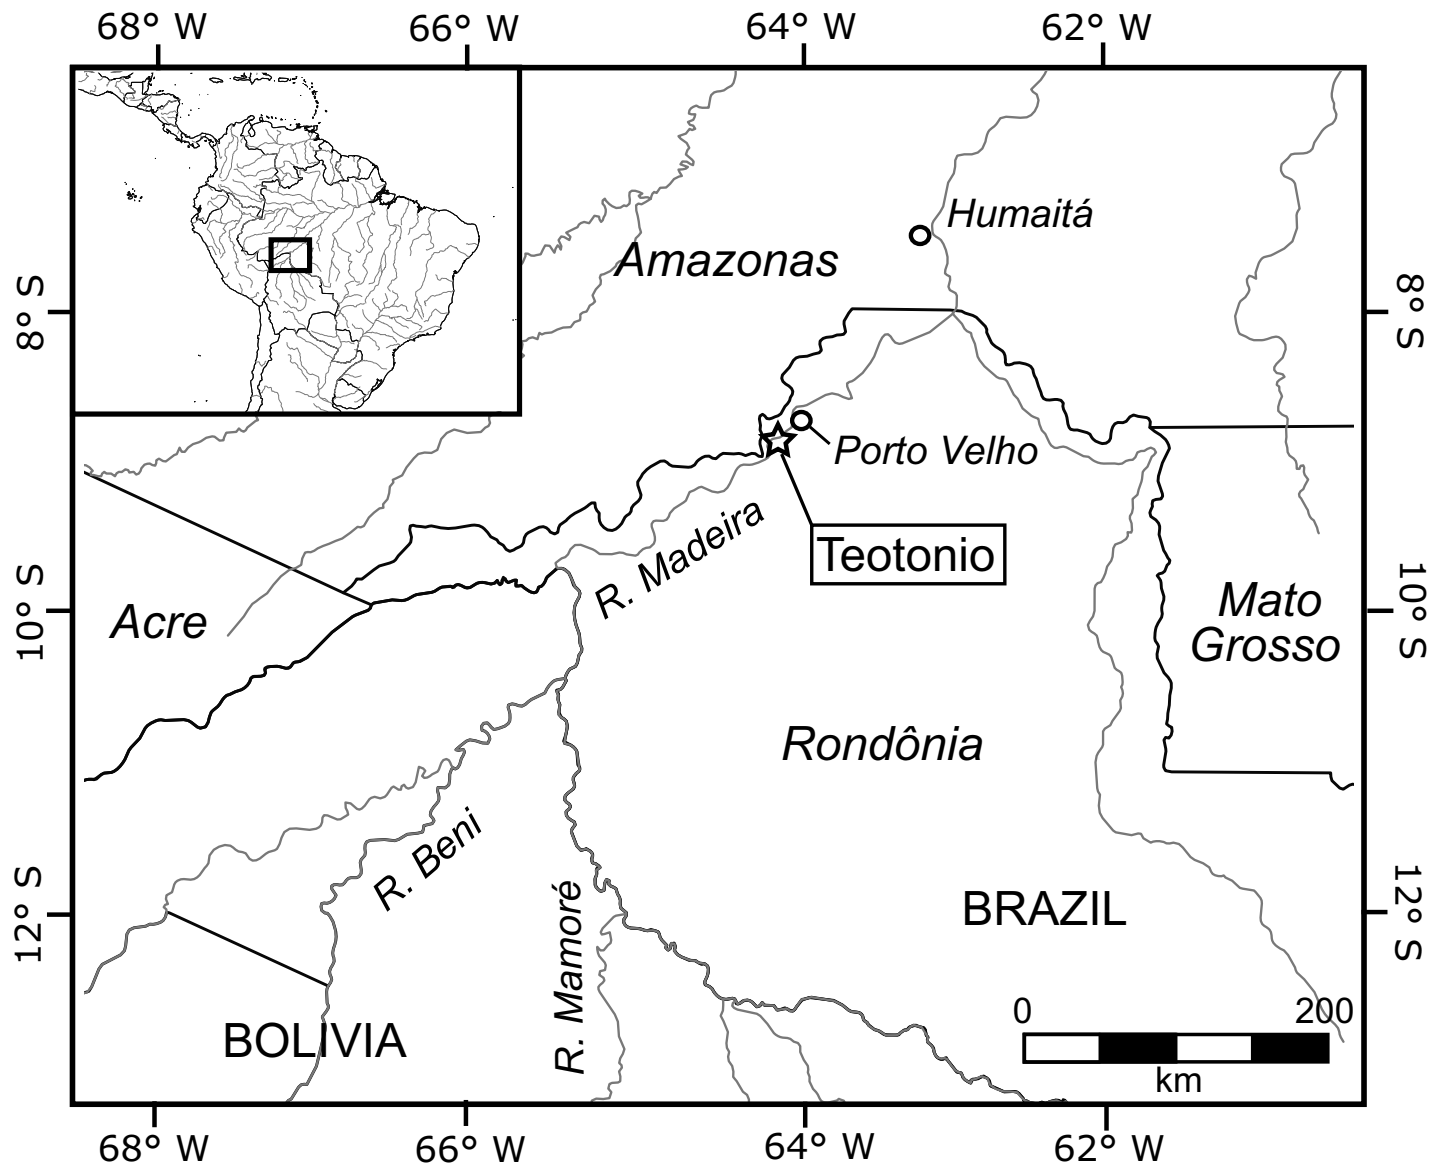 68° W
66° W
64° W
62° W
Humaitá
Amazonas
8° S
8° S
Porto Velho
R. Madeira
Teotonio
10° S
10° S
Acre
Mato
Grosso
Rondônia
R. Beni
12° S
12° S
BRAZIL
R. Mamoré
BOLIVIA
0
200
km
68° W
66° W
64° W
62° W